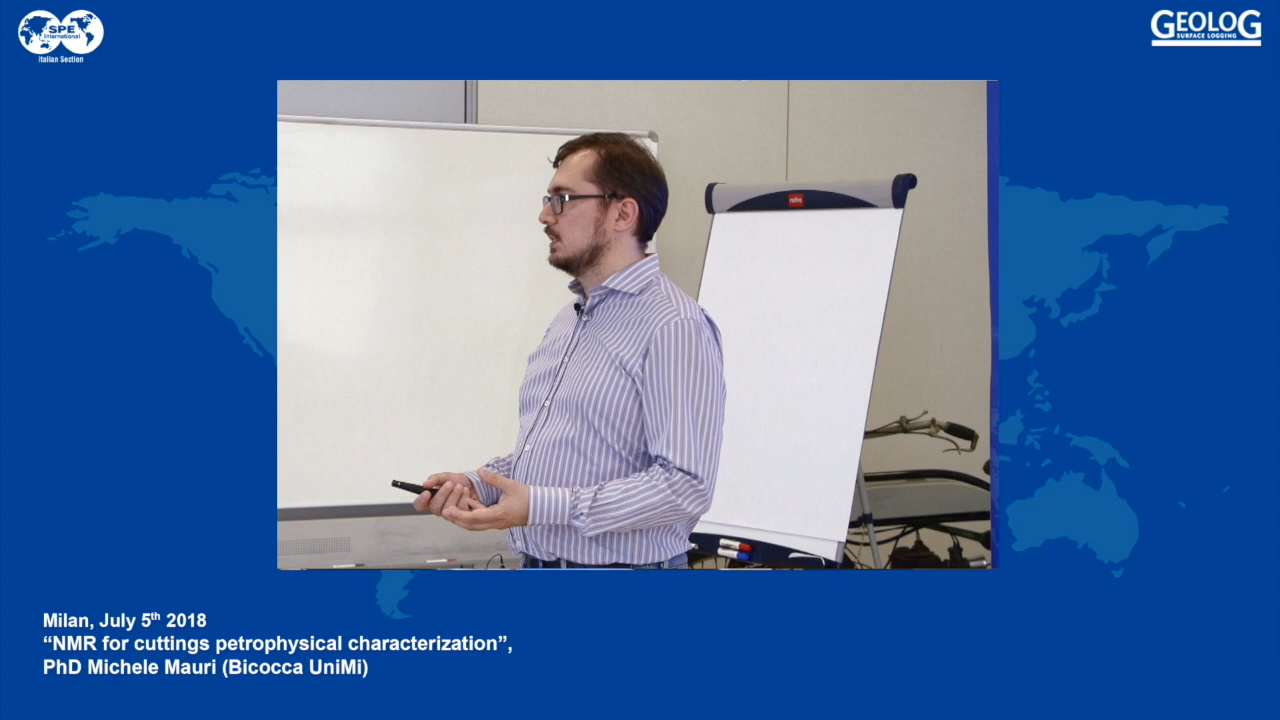 SPE
International
Italian Section
GEOLOG
SURFACE LOGGING
nobo
Milan, July 5th 2018
“NMR for cuttings petrophysical characterization”,
PhD Michele Mauri (Bicocca UniMi)